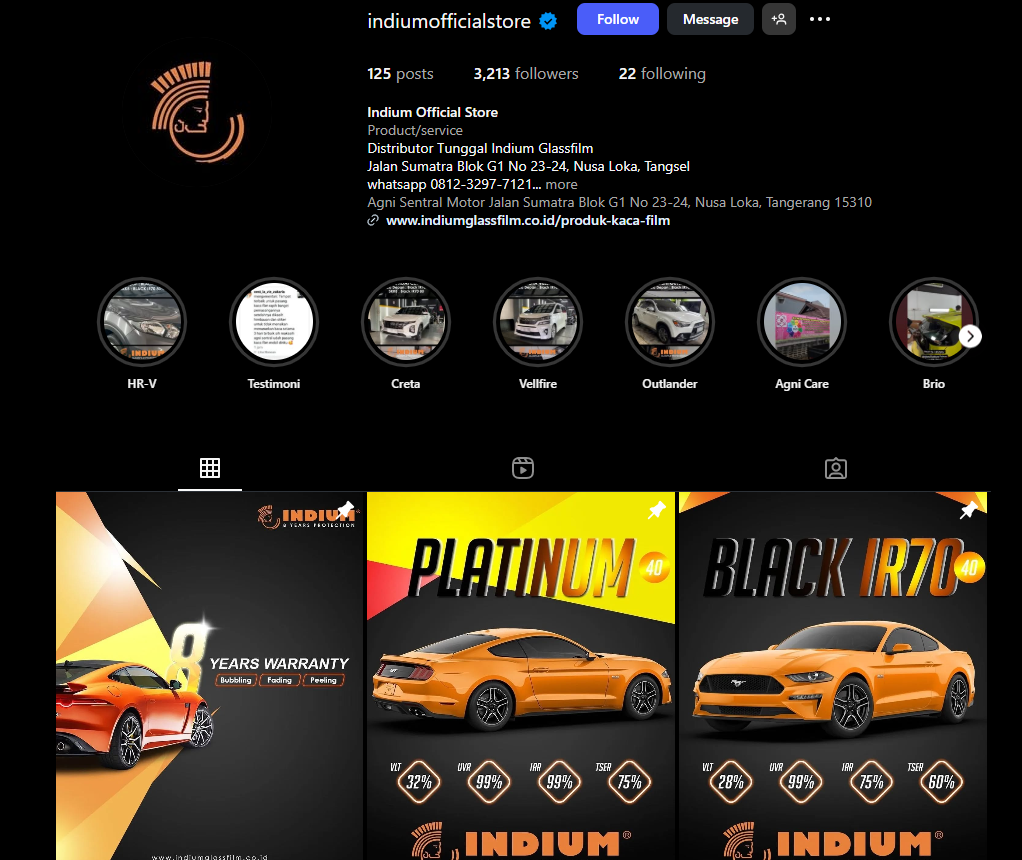 indiumofficialstore
Follow
Message
125 posts
3,213 followers
22 following
Indium Official Store
Product/service
Distributor Tunggal Indium Glassfilm
Jalan Sumatra Blok G1 No 23-24, Nusa Loka, Tangsel
whatsapp 0812-3297-7121... more
Agni Sentral Motor Jalan Sumatra Blok G1 No 23-24, Nusa Loka, Tangerang 15310
www.indiumglassfilm.co.id/produk-kaca-film
INDIUM
INDIUM
INDIUM
INDIUM
HR-V
Testimoni
Creta
Vellfire
Outlander
Agni Care
Brio
INDIUM
8 YEARS PROTECTION
8 YEARS WARRANTY
Bubbling Fading Peeling
www.indiumglassfilm.co.id
PLATINUM 40
VLT UVR IRR TSER
32% 99% 99% 75%
INDIUM®
BLACK IR70 40
VLT UVR IRR TSER
28% 99% 75% 60%
INDIUM®